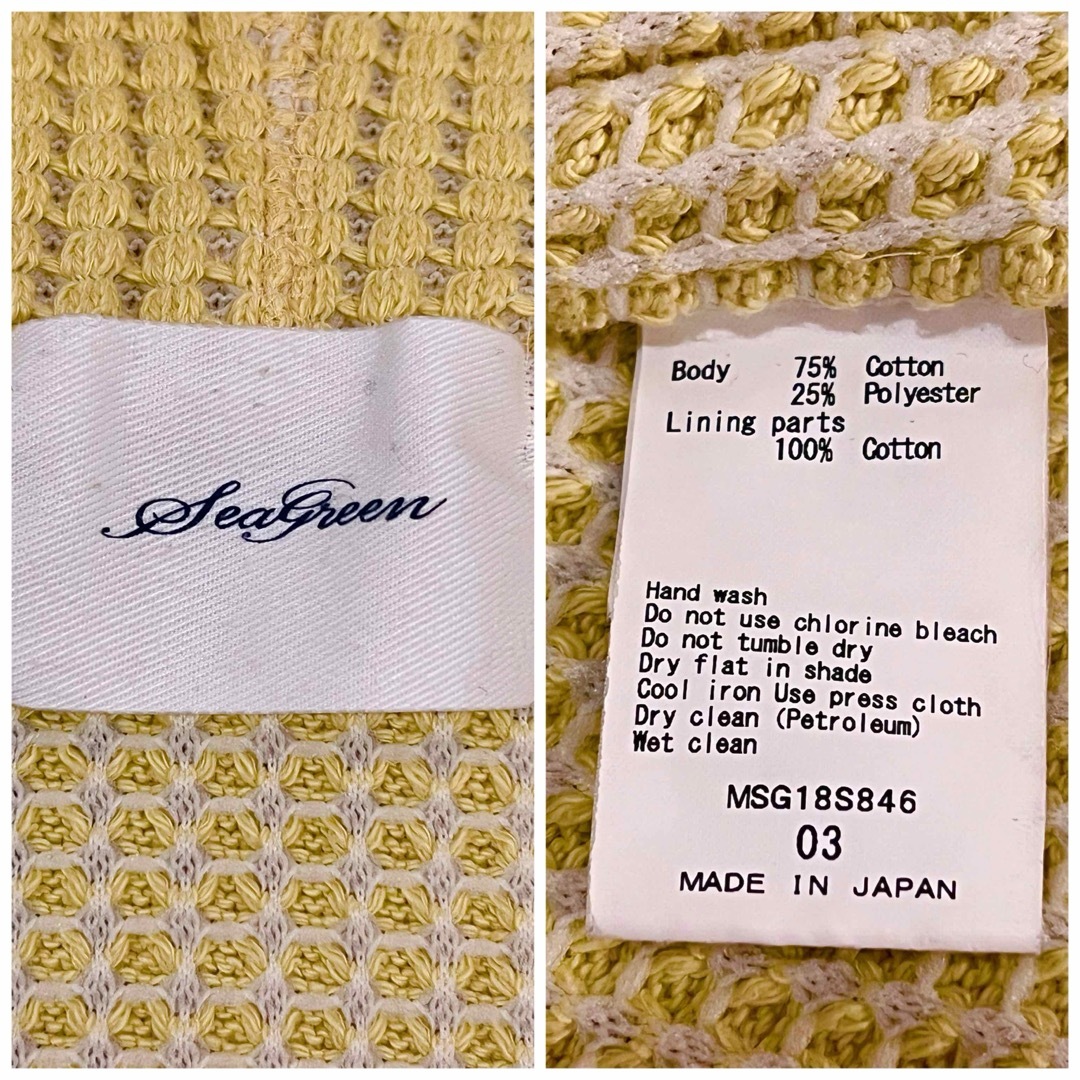 SeaGreen
Body 75% Cotton
25% Polyester
Lining parts
100% Cotton
Hand wash
Do not use chlorine bleach
Do not tumble dry
Dry flat in shade
Cool iron Use press cloth
Dry clean (Petroleum)
Wet clean
MSG18S846
03
MADE IN JAPAN